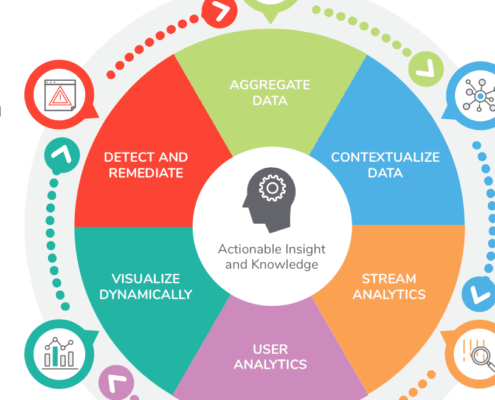 AGGREGATE
DATA
DETECT AND
REMEDIATE
CONTEXTUALIZE
DATA
Actionable Insight
and Knowledge
VISUALIZE
DYNAMICALLY
STREAM
ANALYTICS
USER
ANALYTICS